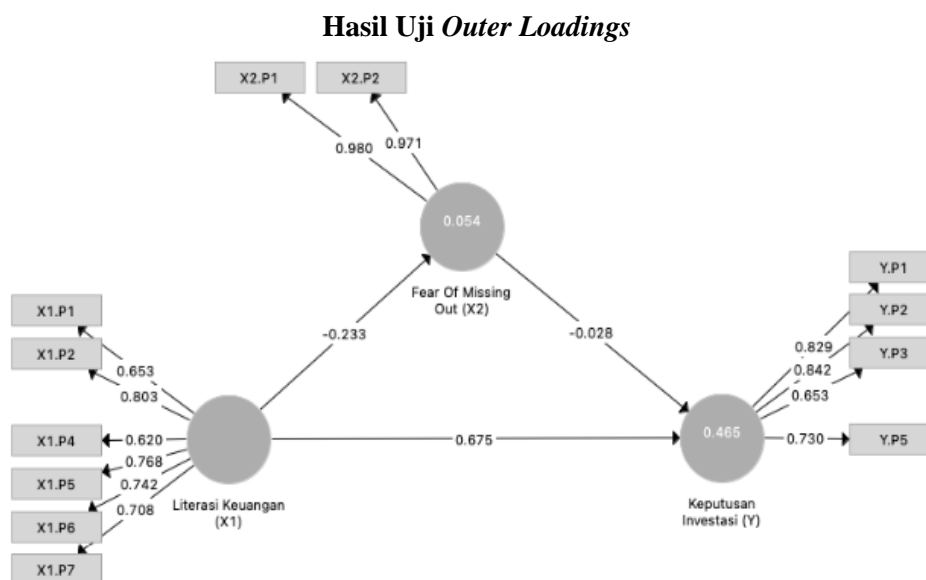 Hasil Uji Outer Loadings
X2.P1
X2.P2
0.980
0.971
0.054
Fear Of Missing
Out (X2)
X1.P1
X1.P2
X1.P4
X1.P5
X1.P6
X1.P7
0.653
0.803
0.620
0.768
0.742
0.708
Literasi Keuangan
(X1)
-0.233
-0.028
0.675
0.465
Keputusan
Investasi (Y)
0.829
0.842
0.653
0.730
Y.P1
Y.P2
Y.P3
Y.P5